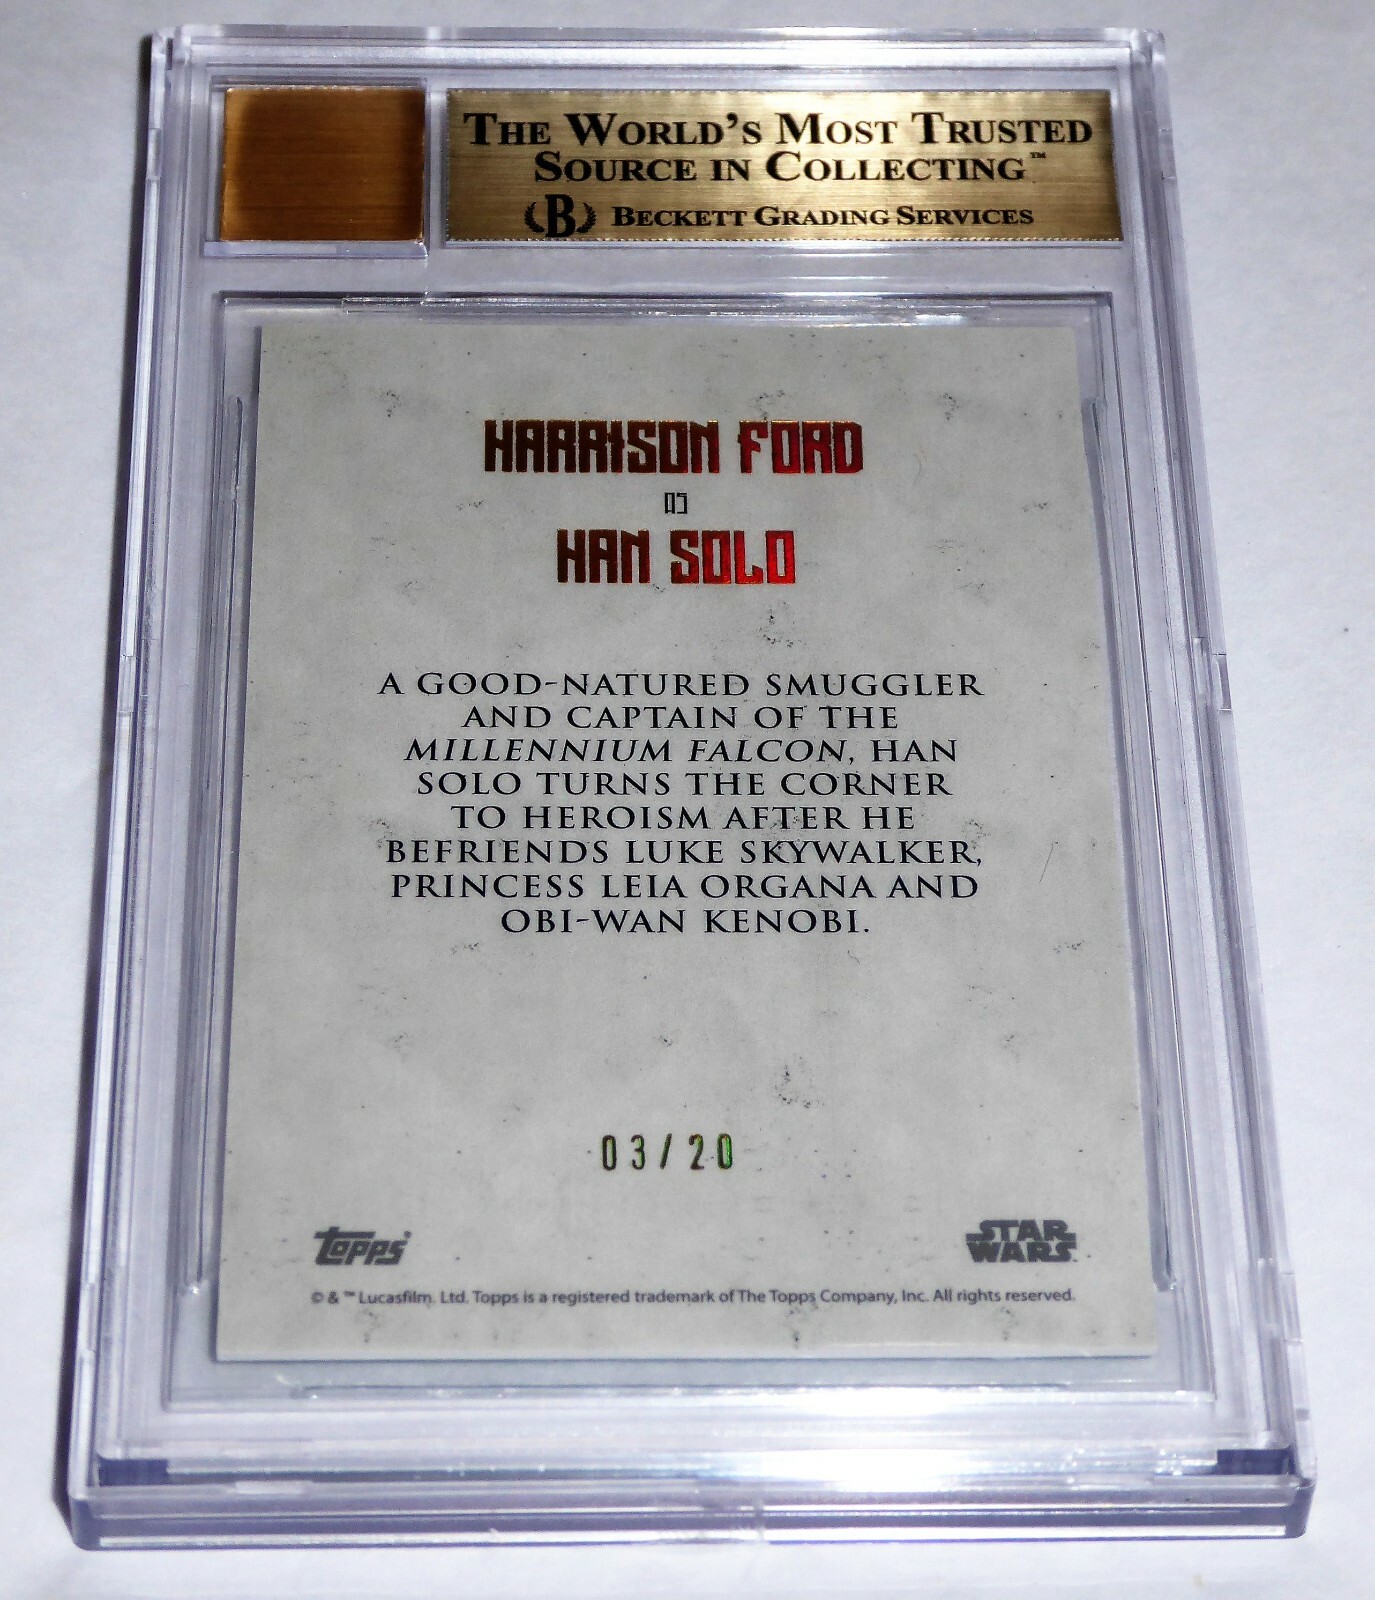 THE WORLD'S MOST TRUSTED
SOURCE IN COLLECTING™
B BECKETT GRADING SERVICES
HARRISON FORD
as
HAN SOLO
A GOOD-NATURED SMUGGLER
AND CAPTAIN OF THE
MILLENNIUM FALCON, HAN
SOLO TURNS THE CORNER
TO HEROISM AFTER HE
BEFRIENDS LUKE SKYWALKER,
PRINCESS LEIA ORGANA AND
OBI-WAN KENOBI.
03/20
topps®
STAR
WARS
© & ™ Lucasfilm. Ltd. Topps is a registered trademark of The Topps Company, Inc. All rights reserved.